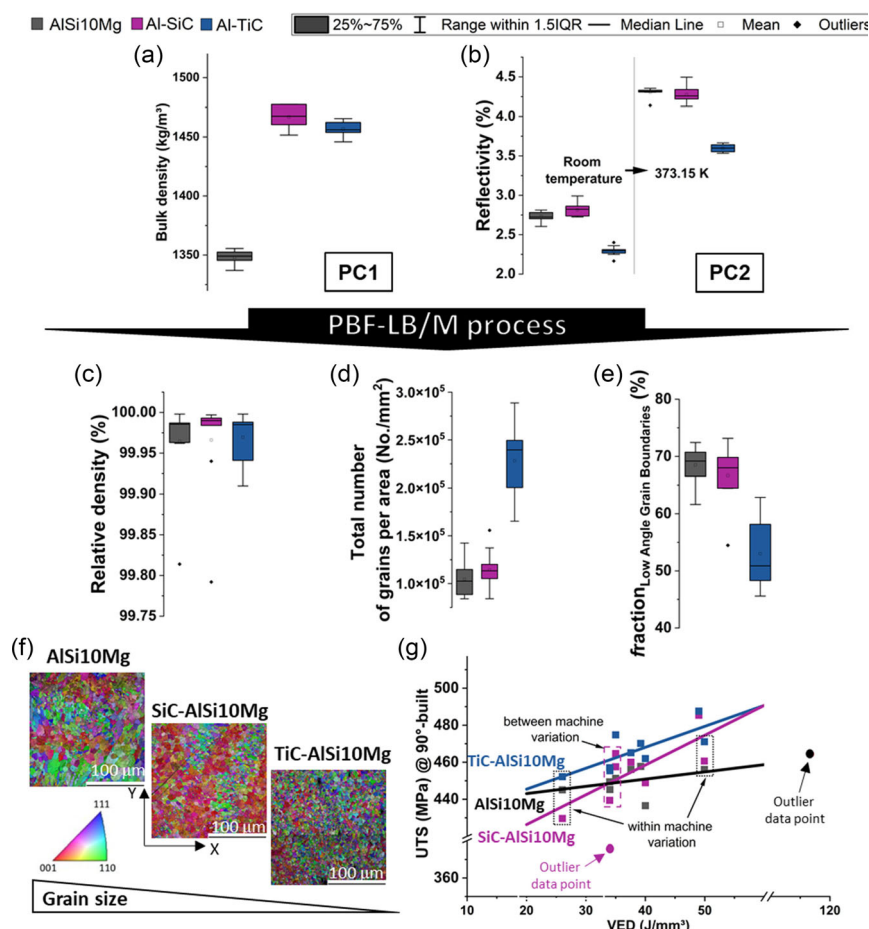 AlSi10Mg Al-SiC Al-TiC 25%~75% Range within 1.5IQR Median Line Mean Outliers
(a)
Bulk density (kg/m³)
1500
1450
1400
1350
PC1
(b)
Reflectivity (%)
4.5
4.0
3.5
3.0
2.5
2.0
Room
temperature
373.15 K
PC2
PBF-LB/M process
(c)
Relative density (%)
100.00
99.95
99.90
99.85
99.80
99.75
(d)
Total number
of grains per area (No./mm²)
3.0×10⁵
2.5×10⁵
2.0×10⁵
1.5×10⁵
1.0×10⁵
(e)
fraction Low Angle Grain Boundaries (%)
80
70
60
50
40
(f)
AlSi10Mg
100 µm
SiC-AlSi10Mg
100 µm
TiC-AlSi10Mg
100 µm
Y
X
111
001 110
Grain size
(g)
UTS (MPa) @ 90°-built
500
480
460
440
360
between machine
variation
TiC-AlSi10Mg
AlSi10Mg
SiC-AlSi10Mg
within machine
variation
Outlier
data point
Outlier
data point
10 20 30 40 50 120
VED (J/mm³)